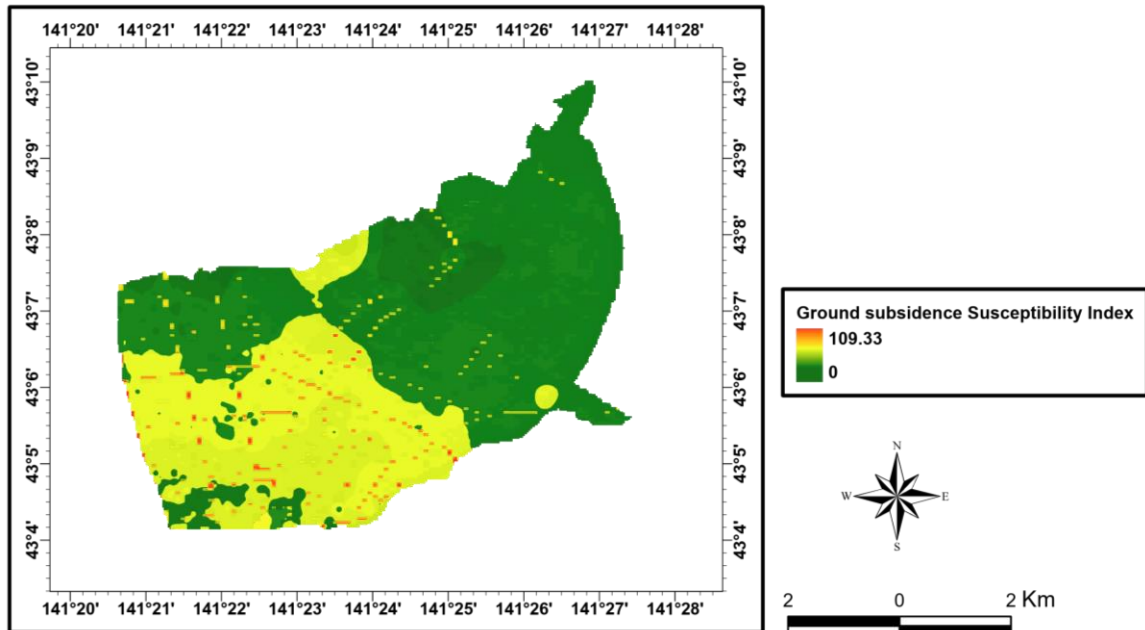 141°20' 141°21' 141°22' 141°23' 141°24' 141°25' 141°26' 141°27' 141°28'
43°10' 43°10'
43°9' 43°9'
43°8' 43°8'
43°7' 43°7'
43°6' 43°6'
43°5' 43°5'
43°4' 43°4'
141°20' 141°21' 141°22' 141°23' 141°24' 141°25' 141°26' 141°27' 141°28'
Ground subsidence Susceptibility Index
109.33
0
N
W E
S
2 0 2 Km